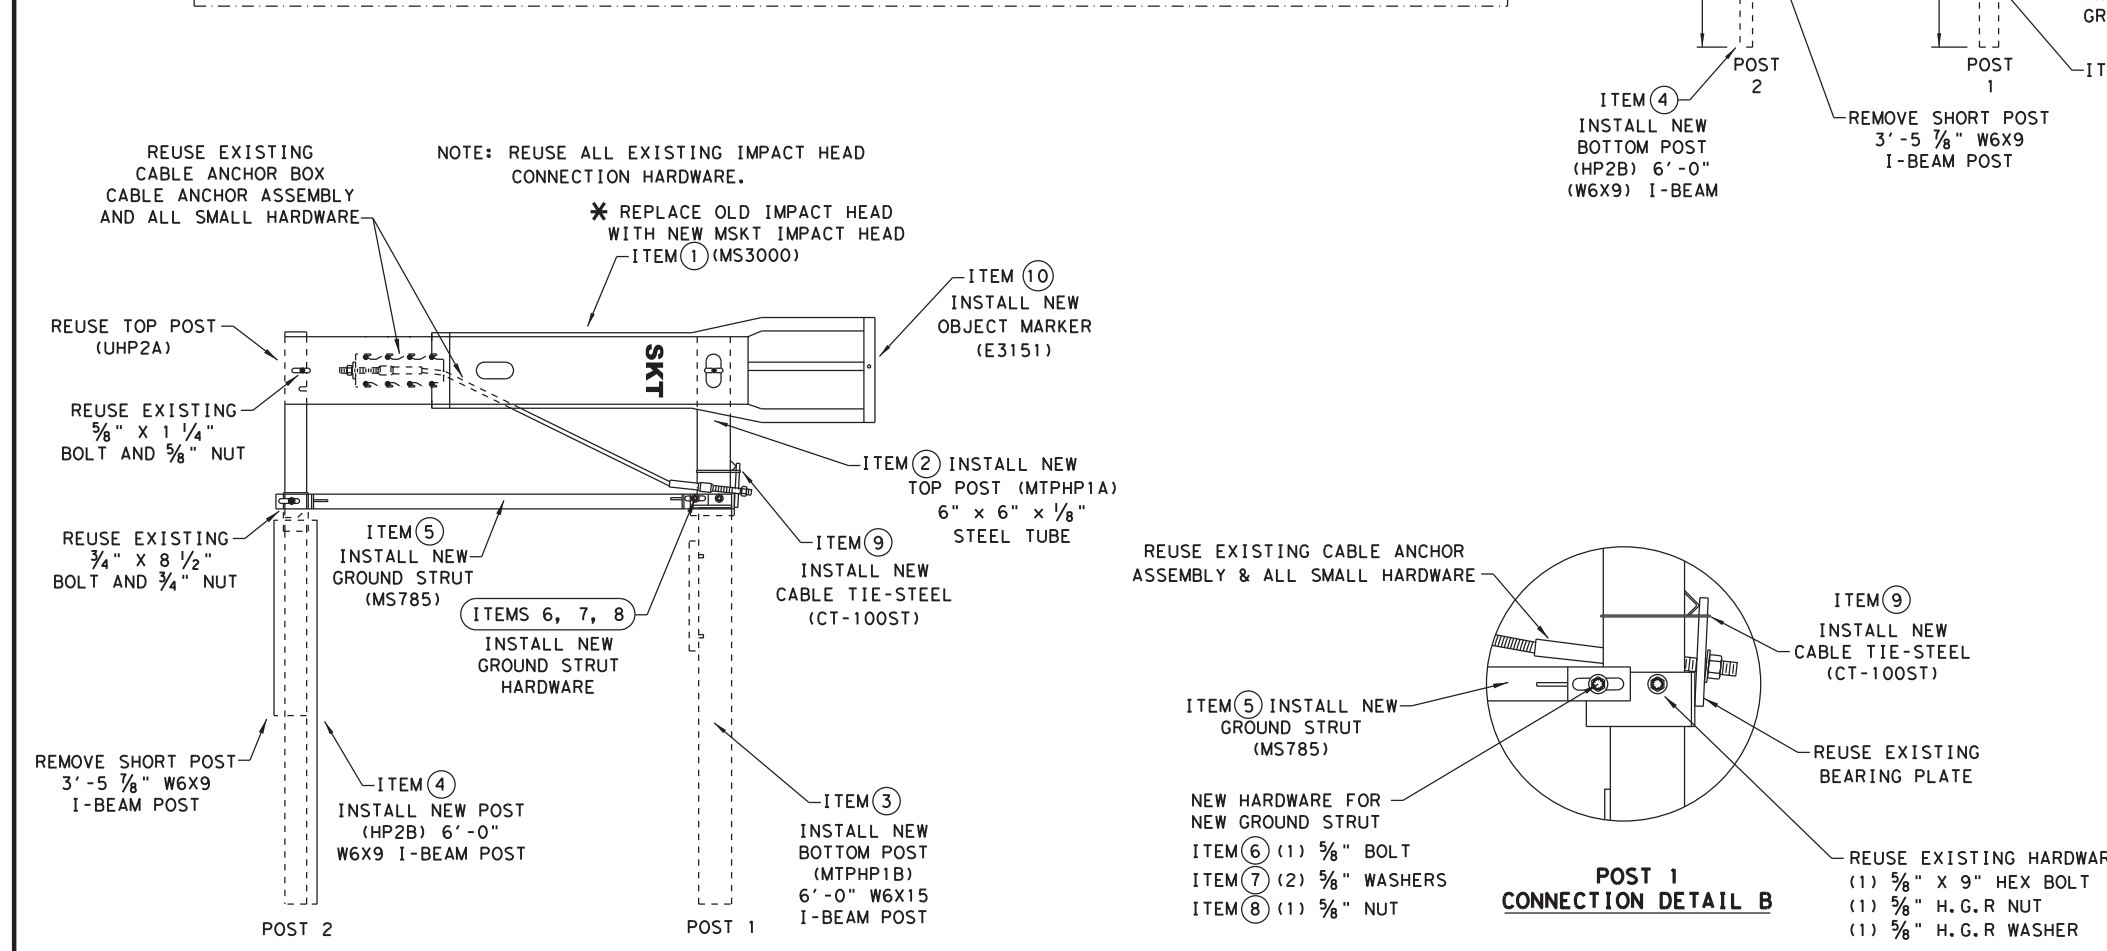 GR
POST
2
POST
1
IT
ITEM 4
INSTALL NEW
BOTTOM POST
(HP2B) 6'-0"
(W6X9) I-BEAM
REMOVE SHORT POST
3'-5 ⅞" W6X9
I-BEAM POST
REUSE EXISTING
CABLE ANCHOR BOX
CABLE ANCHOR ASSEMBLY
AND ALL SMALL HARDWARE
NOTE: REUSE ALL EXISTING IMPACT HEAD
CONNECTION HARDWARE.
* REPLACE OLD IMPACT HEAD
WITH NEW MSKT IMPACT HEAD
ITEM 1 (MS3000)
ITEM 10
INSTALL NEW
OBJECT MARKER
(E3151)
REUSE TOP POST
(UHP2A)
SKT
REUSE EXISTING
⅝" X 1 ¼"
BOLT AND ⅝" NUT
ITEM 2 INSTALL NEW
TOP POST (MTPHP1A)
6" x 6" x ⅛"
STEEL TUBE
REUSE EXISTING
¾" X 8 ½"
BOLT AND ¾" NUT
ITEM 5
INSTALL NEW
GROUND STRUT
(MS785)
ITEMS 6, 7, 8
INSTALL NEW
GROUND STRUT
HARDWARE
ITEM 9
INSTALL NEW
CABLE TIE-STEEL
(CT-100ST)
REMOVE SHORT POST
3'-5 ⅞" W6X9
I-BEAM POST
ITEM 4
INSTALL NEW POST
(HP2B) 6'-0"
W6X9 I-BEAM POST
ITEM 3
INSTALL NEW
BOTTOM POST
(MTPHP1B)
6'-0" W6X15
I-BEAM POST
POST 2
POST 1
REUSE EXISTING CABLE ANCHOR
ASSEMBLY & ALL SMALL HARDWARE
ITEM 9
INSTALL NEW
CABLE TIE-STEEL
(CT-100ST)
ITEM 5 INSTALL NEW
GROUND STRUT
(MS785)
REUSE EXISTING
BEARING PLATE
NEW HARDWARE FOR
NEW GROUND STRUT
ITEM 6 (1) ⅝" BOLT
ITEM 7 (2) ⅝" WASHERS
ITEM 8 (1) ⅝" NUT
POST 1
CONNECTION DETAIL B
REUSE EXISTING HARDWAR
(1) ⅝" X 9" HEX BOLT
(1) ⅝" H.G.R NUT
(1) ⅝" H.G.R WASHER